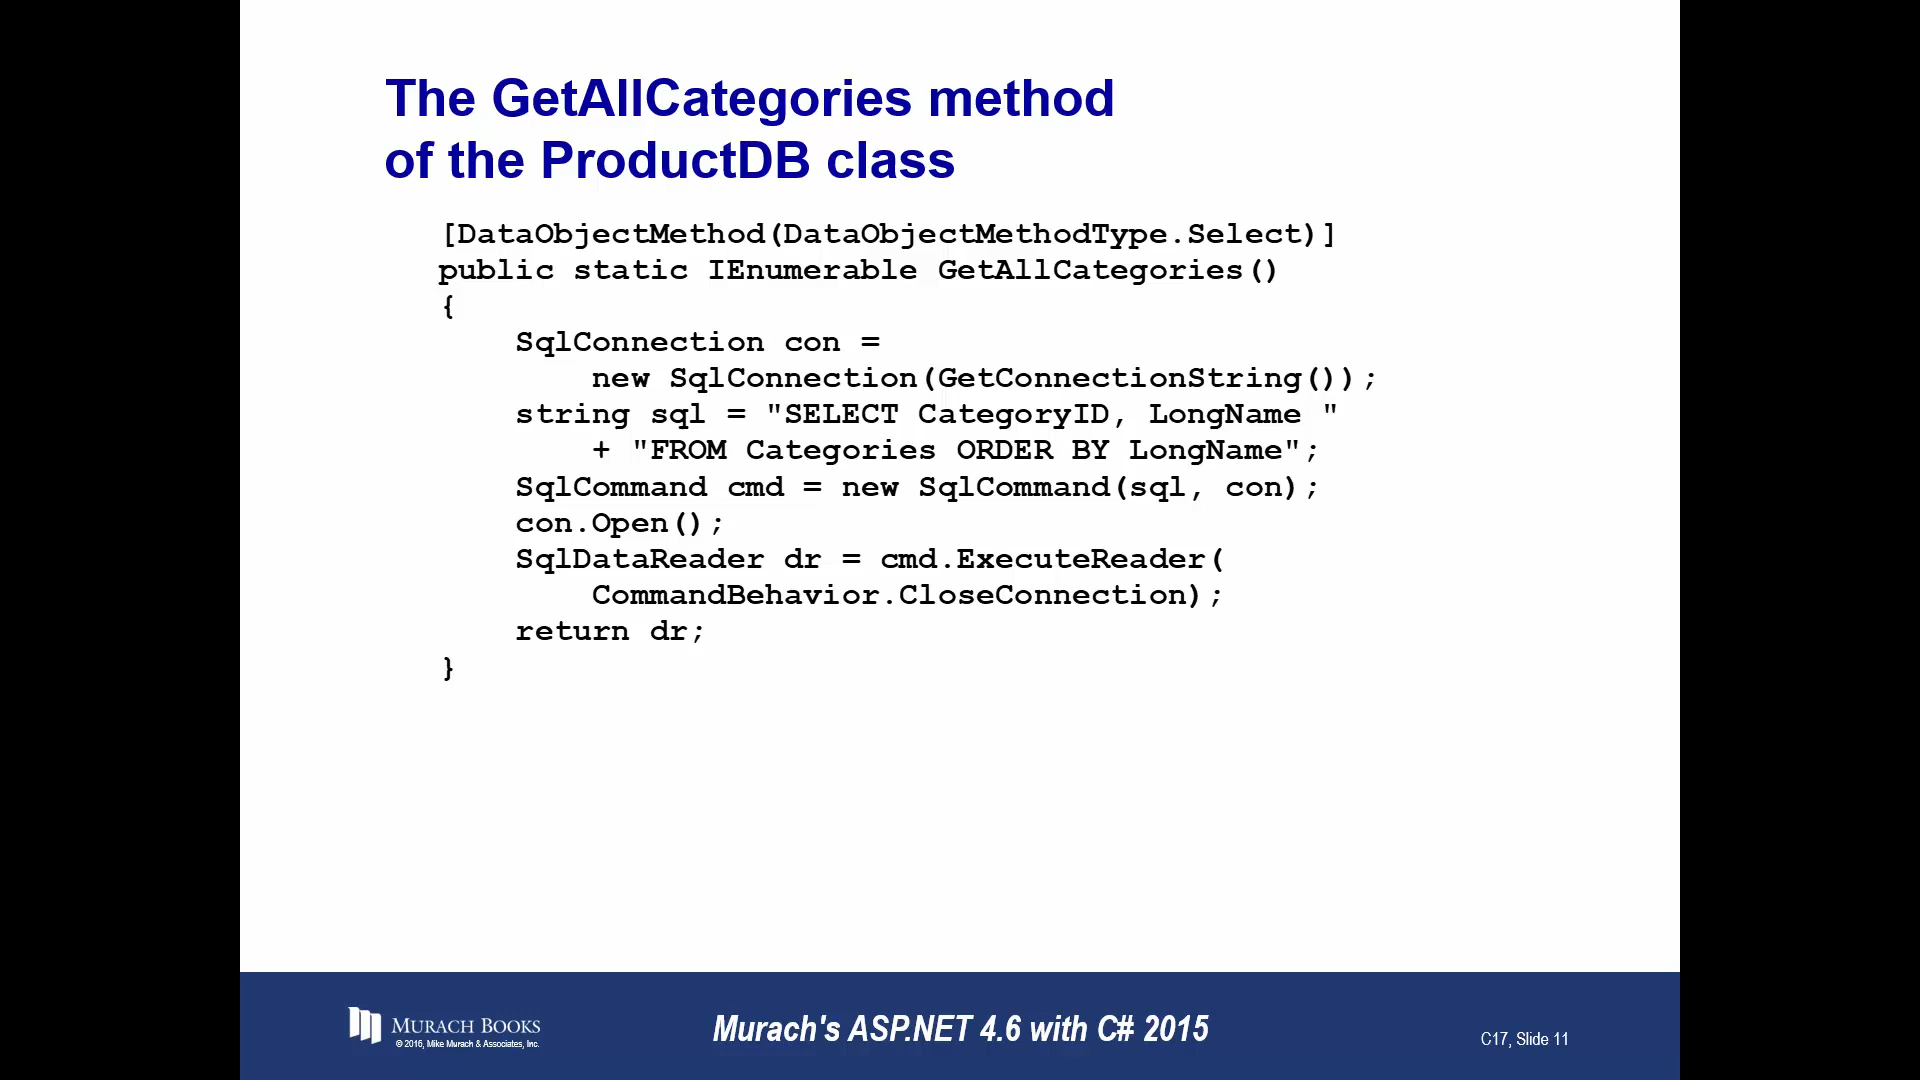 The GetAllCategories method
of the ProductDB class
[DataObjectMethod(DataObjectMethodType.Select)]
public static IEnumerable GetAllCategories()
{
    SqlConnection con =
        new SqlConnection(GetConnectionString());
    string sql = "SELECT CategoryID, LongName "
        + "FROM Categories ORDER BY LongName";
    SqlCommand cmd = new SqlCommand(sql, con);
    con.Open();
    SqlDataReader dr = cmd.ExecuteReader(
        CommandBehavior.CloseConnection);
    return dr;
}
MURACH BOOKS
© 2016, Mike Murach & Associates, Inc.
Murach's ASP.NET 4.6 with C# 2015
C17, Slide 11